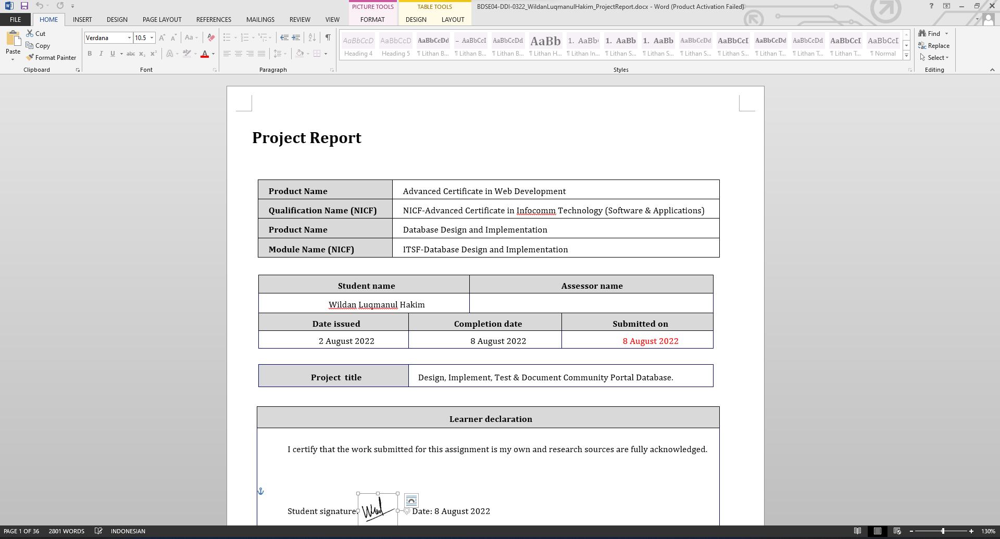 PICTURE TOOLS TABLE TOOLS BDSE04-DDI-0322_WildanLuqmanulHakim_ProjectReport.docx - Word (Product Activation Failed)
FILE HOME INSERT DESIGN PAGE LAYOUT REFERENCES MAILINGS REVIEW VIEW FORMAT DESIGN LAYOUT
Paste
Cut
Copy
Format Painter
Clipboard
Verdana 10.5
Font
Paragraph
AaBbCcD AaBbCcD AaBbCcDd – AaBbCcI AaBbCcDd AaBb 1. AaBb 1. AaBb 1. AaBb AaBbCcDd AaBbCcI AaBbCcDd AaBbCcDd AaBbCcI AaBbCcI
Heading 4 Heading 5 ¶ Lithan B... ¶ Lithan B... ¶ Lithan B... ¶ Lithan H... ¶ Lithan In... ¶ Lithan S... ¶ Lithan S... ¶ Lithan S... ¶ Lithan S... ¶ Lithan T... ¶ Lithan T... ¶ Lithan T... ¶ Normal
Styles
Find
Replace
Select
Editing
Project Report
Product Name Advanced Certificate in Web Development
Qualification Name (NICF) NICF-Advanced Certificate in Infocomm Technology (Software & Applications)
Product Name Database Design and Implementation
Module Name (NICF) ITSF-Database Design and Implementation
Student name Assessor name
Wildan Luqmanul Hakim
Date issued Completion date Submitted on
2 August 2022 8 August 2022 8 August 2022
Project title Design, Implement, Test & Document Community Portal Database.
Learner declaration
I certify that the work submitted for this assignment is my own and research sources are fully acknowledged.
Student signature: Date: 8 August 2022
PAGE 1 OF 36 2801 WORDS INDONESIAN 130%